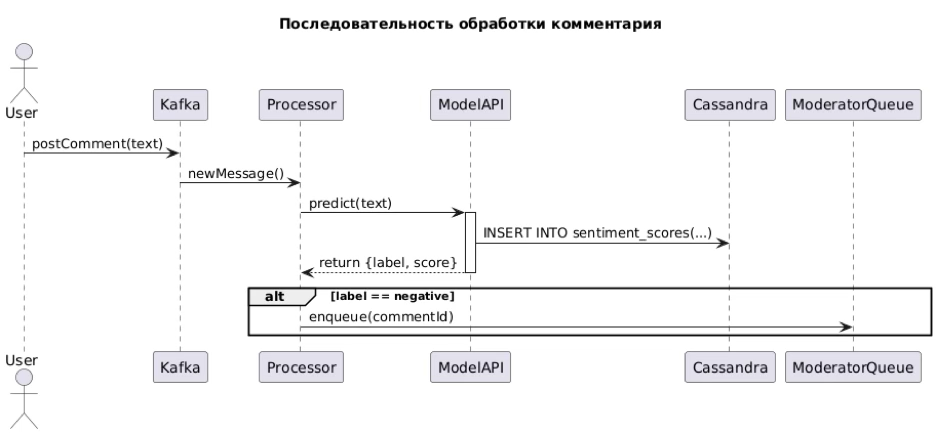 Последовательность обработки комментария
User
Kafka
Processor
ModelAPI
Cassandra
ModeratorQueue
postComment(text)
newMessage()
predict(text)
INSERT INTO sentiment_scores(...)
return {label, score}
alt
[label == negative]
enqueue(commentId)
User
Kafka
Processor
ModelAPI
Cassandra
ModeratorQueue